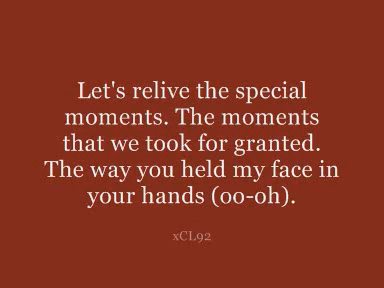 Let's relive the special
moments. The moments
that we took for granted.
The way you held my face in
your hands (oo-oh).
xCL92